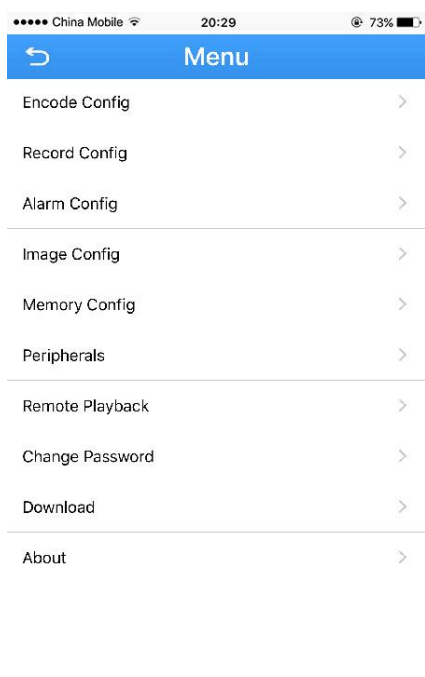 China Mobile 20:29 73%
Menu
Encode Config
Record Config
Alarm Config
Image Config
Memory Config
Peripherals
Remote Playback
Change Password
Download
About